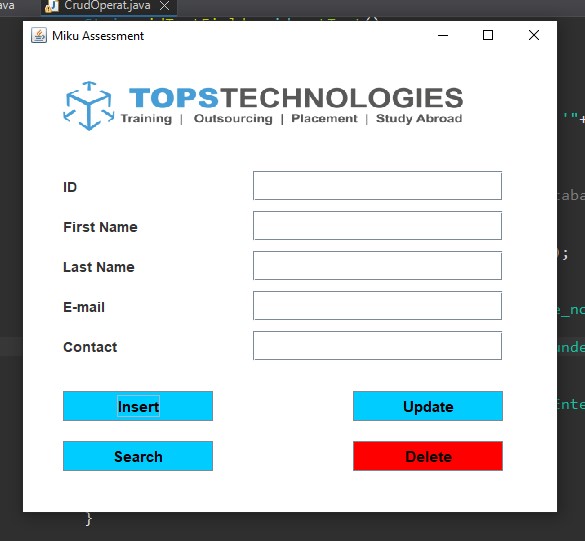 CrudOperat.java
Miku Assessment
TOPSTECHNOLOGIES
Training | Outsourcing | Placement | Study Abroad
ID
First Name
Last Name
E-mail
Contact
Insert
Update
Search
Delete
}